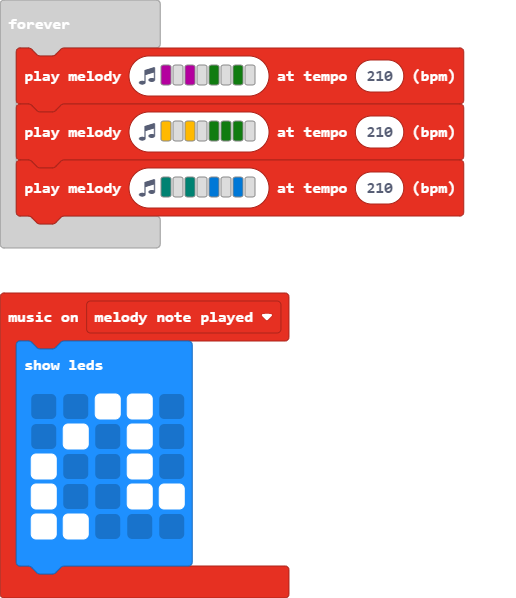 forever
play melody at tempo 210 (bpm)
play melody at tempo 210 (bpm)
play melody at tempo 210 (bpm)
music on melody note played
show leds